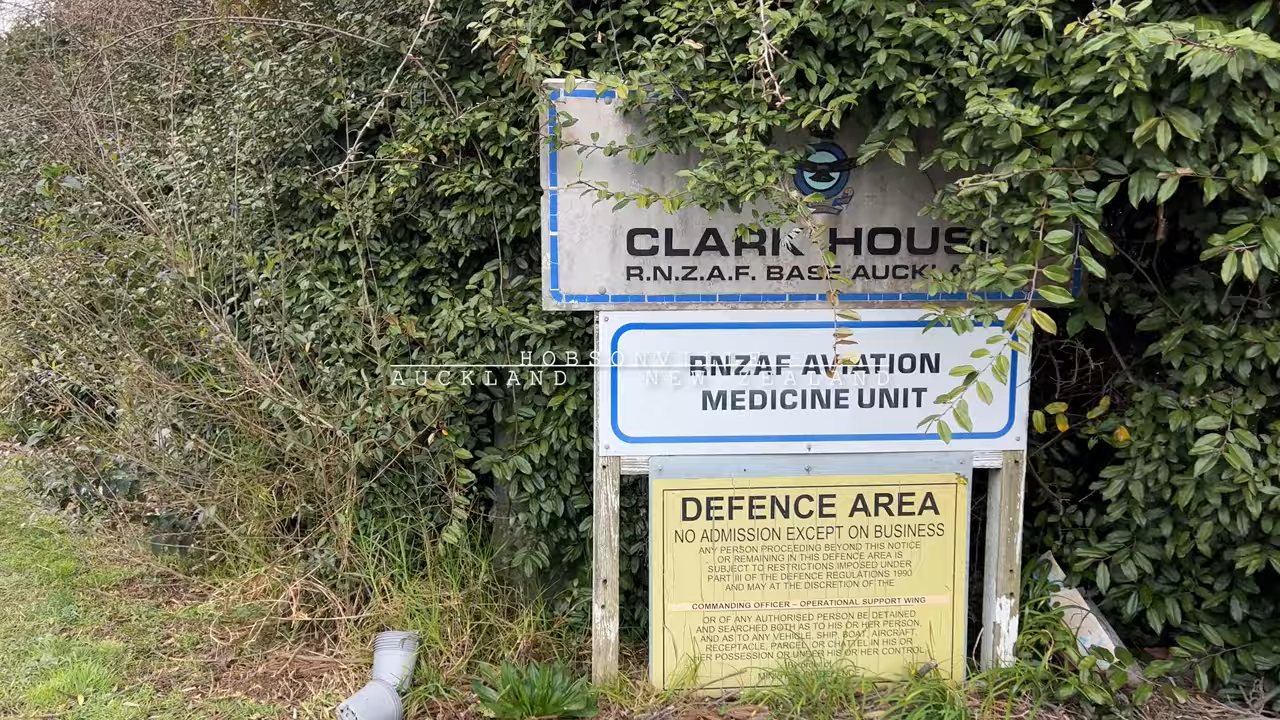 CLARK HOUS
R.N.Z.A.F. BASE AUCKLA
RNZAF AVIATION
MEDICINE UNIT
HOBSONVILLE
AUCKLAND NEW ZEALAND
DEFENCE AREA
NO ADMISSION EXCEPT ON BUSINESS
ANY PERSON PROCEEDING BEYOND THIS NOTICE
OR REMAINING IN THIS DEFENCE AREA IS
SUBJECT TO RESTRICTIONS IMPOSED UNDER
PART III OF THE DEFENCE REGULATIONS 1990
AND MAY AT THE DISCRETION OF THE
COMMANDING OFFICER – OPERATIONAL SUPPORT WING
OR OF ANY AUTHORISED PERSON BE DETAINED
AND SEARCHED BOTH AS TO HIS OR HER PERSON,
AND AS TO ANY VEHICLE, SHIP, BOAT, AIRCRAFT,
RECEPTACLE, PARCEL OR CHATTEL IN HIS OR
HER POSSESSION OR UNDER HIS OR HER CONTROL